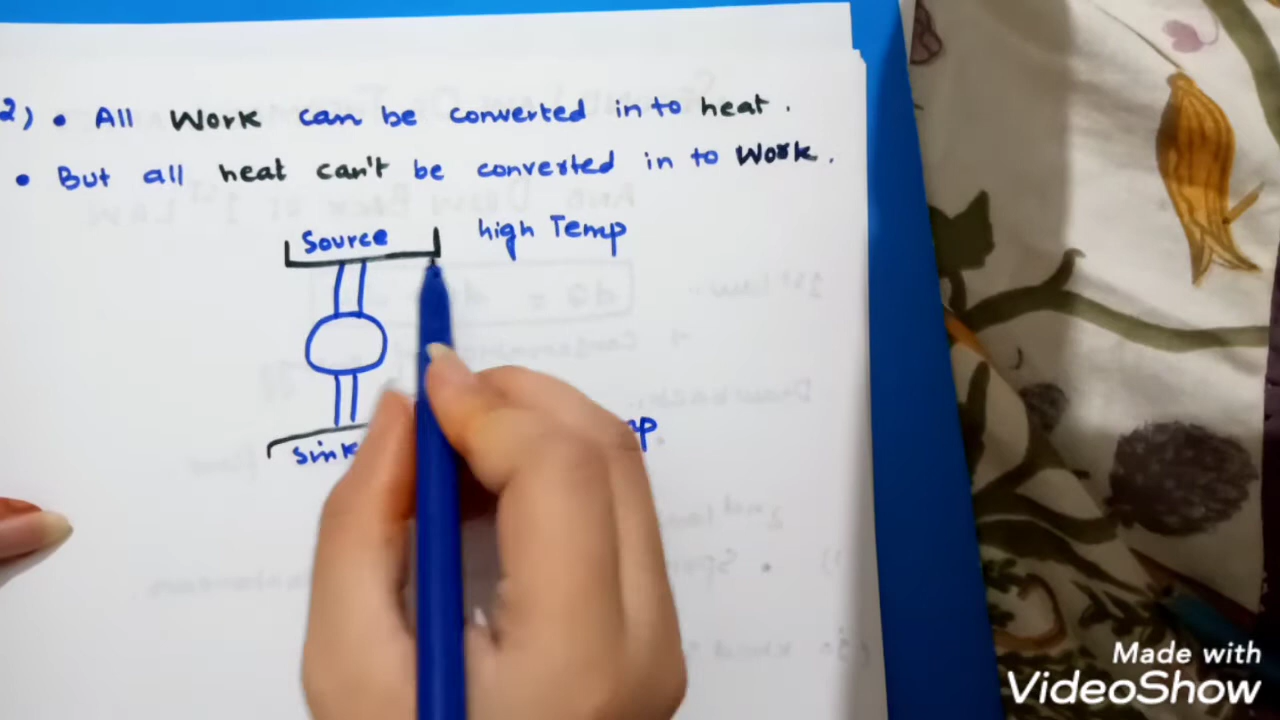 2) • All Work can be converted in to heat.
• But all heat can't be converted in to Work.
Source high Temp
Sink
Made with
VideoShow